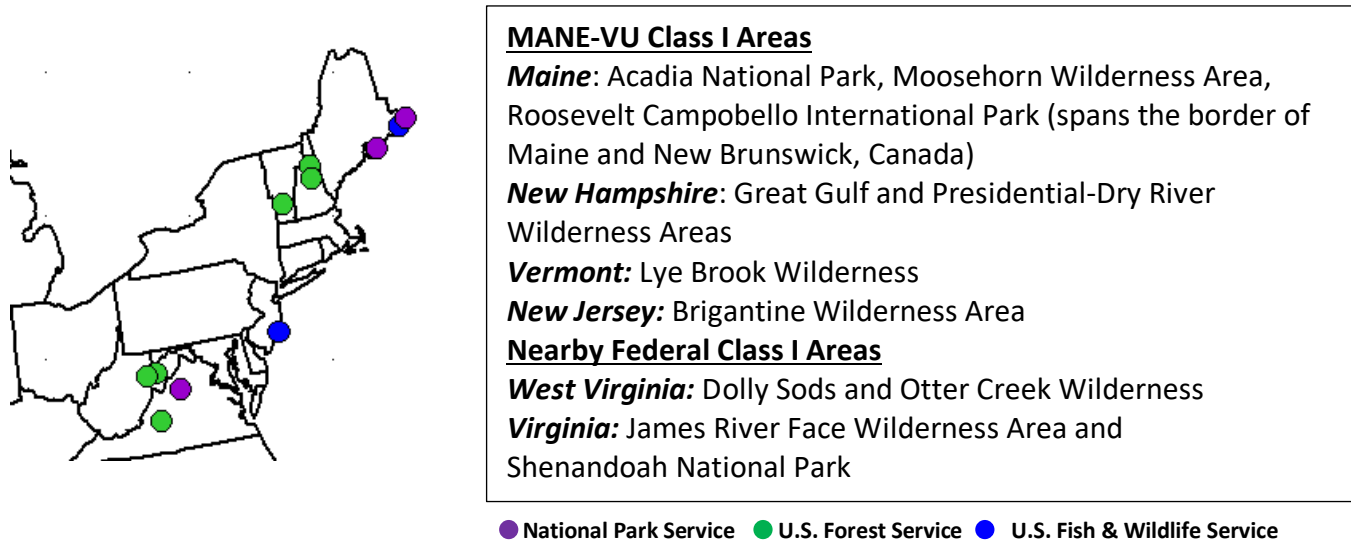 MANE-VU Class I Areas
Maine: Acadia National Park, Moosehorn Wilderness Area,
Roosevelt Campobello International Park (spans the border of
Maine and New Brunswick, Canada)
New Hampshire: Great Gulf and Presidential-Dry River
Wilderness Areas
Vermont: Lye Brook Wilderness
New Jersey: Brigantine Wilderness Area
Nearby Federal Class I Areas
West Virginia: Dolly Sods and Otter Creek Wilderness
Virginia: James River Face Wilderness Area and
Shenandoah National Park
National Park Service U.S. Forest Service U.S. Fish & Wildlife Service